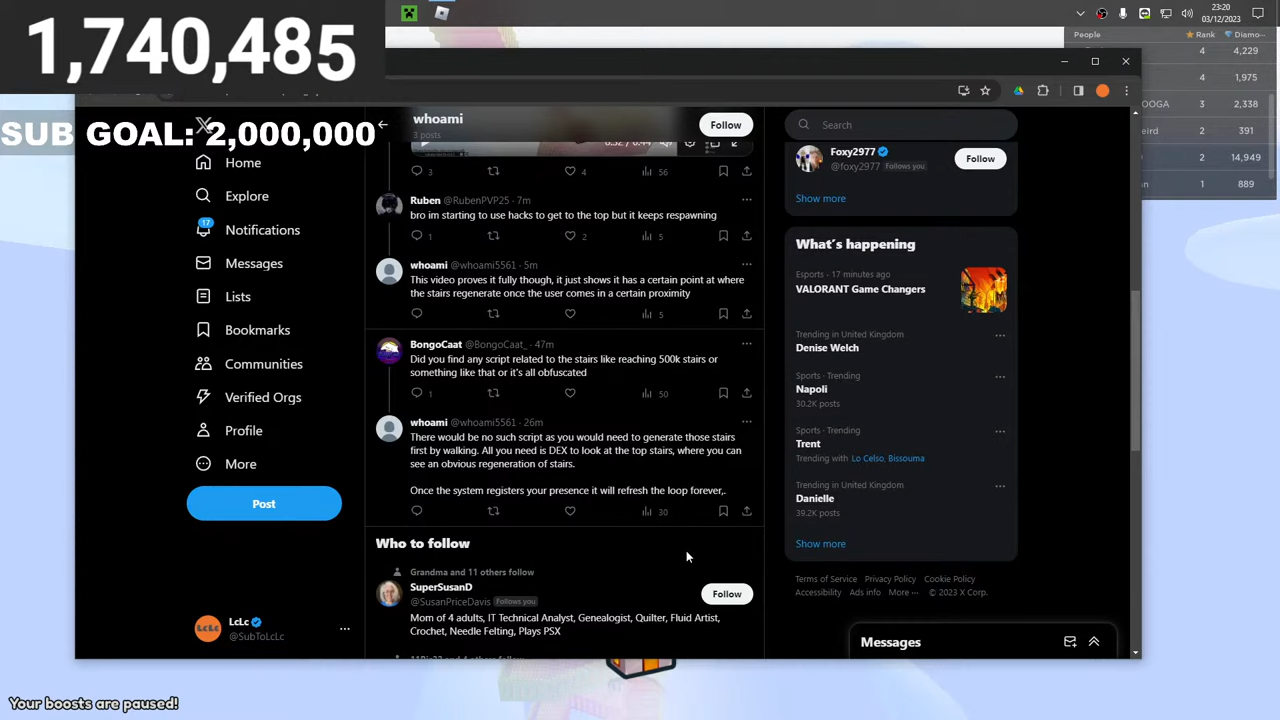 1,740,485
SUB GOAL: 2,000,000
23:20
03/12/2023
People Rank Diamo...
4 4,229
4 1,975
OGA 3 2,338
eird 2 391
2 14,949
an 1 889
Home
Explore
17
Notifications
Messages
Lists
Bookmarks
Communities
Verified Orgs
Profile
More
Post
LcLc
@SubToLcLc
whoami
3 posts
Follow
0:32 / 0:44
3 4 56
Ruben @RubenPVP25 · 7m
bro im starting to use hacks to get to the top but it keeps respawning
1 2 5
whoami @whoami5561 · 5m
This video proves it fully though, it just shows it has a certain point at where
the stairs regenerate once the user comes in a certain proximity
5
BongoCaat @BongoCaat_ · 47m
Did you find any script related to the stairs like reaching 500k stairs or
something like that or it's all obfuscated
1 50
whoami @whoami5561 · 26m
There would be no such script as you would need to generate those stairs
first by walking. All you need is DEX to look at the top stairs, where you can
see an obvious regeneration of stairs.
Once the system registers your presence it will refresh the loop forever,.
30
Who to follow
Grandma and 11 others follow
SuperSusanD
@SusanPriceDavis Follows you
Follow
Mom of 4 adults, IT Technical Analyst, Genealogist, Quilter, Fluid Artist,
Crochet, Needle Felting, Plays PSX
Search
Foxy2977
@foxy2977 Follows you
Follow
Show more
What's happening
Esports · 17 minutes ago
VALORANT Game Changers
Trending in United Kingdom
Denise Welch
Sports · Trending
Napoli
30.2K posts
Sports · Trending
Trent
Trending with Lo Celso, Bissouma
Trending in United Kingdom
Danielle
39.2K posts
Show more
Terms of Service Privacy Policy Cookie Policy
Accessibility Ads info More ··· © 2023 X Corp.
Messages
Your boosts are paused!